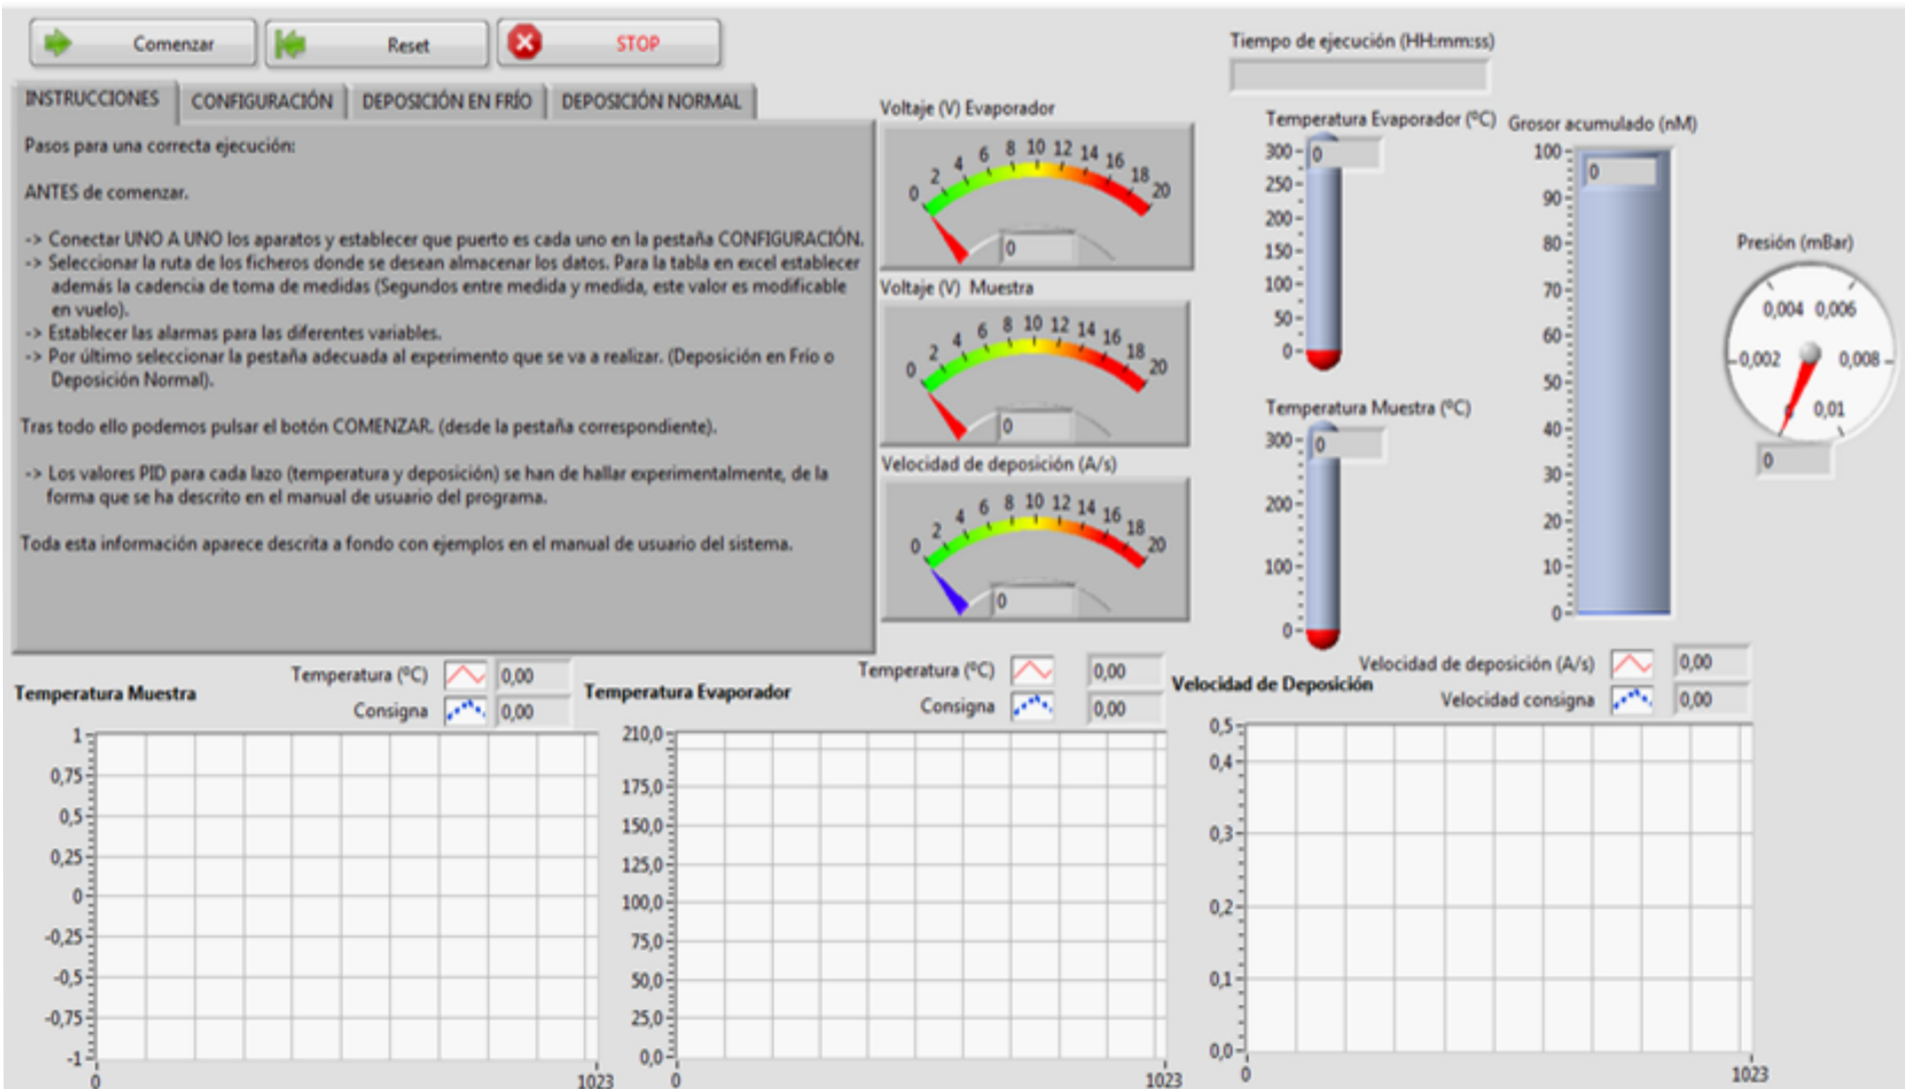 Comenzar
Reset
STOP
INSTRUCCIONES
CONFIGURACIÓN
DEPOSICIÓN EN FRÍO
DEPOSICIÓN NORMAL
Pasos para una correcta ejecución:
ANTES de comenzar.
-> Conectar UNO A UNO los aparatos y establecer que puerto es cada uno en la pestaña CONFIGURACIÓN.
-> Seleccionar la ruta de los ficheros donde se desean almacenar los datos. Para la tabla en excel establecer
además la cadencia de toma de medidas (Segundos entre medida y medida, este valor es modificable
en vuelo).
-> Establecer las alarmas para las diferentes variables.
-> Por último seleccionar la pestaña adecuada al experimento que se va a realizar. (Deposición en Frío o
Deposición Normal).
Tras todo ello podemos pulsar el botón COMENZAR. (desde la pestaña correspondiente).
-> Los valores PID para cada lazo (temperatura y deposición) se han de hallar experimentalmente, de la
forma que se ha descrito en el manual de usuario del programa.
Toda esta información aparece descrita a fondo con ejemplos en el manual de usuario del sistema.
Voltaje (V) Evaporador
0 2 4 6 8 10 12 14 16 18 20
0
Voltaje (V) Muestra
0 2 4 6 8 10 12 14 16 18 20
0
Velocidad de deposición (A/s)
0 2 4 6 8 10 12 14 16 18 20
0
Tiempo de ejecución (HH:mm:ss)
Temperatura Evaporador (ºC)
0
300
250
200
150
100
50
0
Temperatura Muestra (ºC)
0
300
200
100
0
Grosor acumulado (nM)
0
100
90
80
70
60
50
40
30
20
10
0
Presión (mBar)
0,004 0,006
0,002 0,008
0 0,01
0
Temperatura Muestra
Temperatura (ºC) 0,00
Consigna 0,00
1
0,75
0,5
0,25
0
-0,25
-0,5
-0,75
-1
0 1023
Temperatura Evaporador
Temperatura (ºC) 0,00
Consigna 0,00
210,0
175,0
150,0
125,0
100,0
75,0
50,0
25,0
0,0
0 1023
Velocidad de Deposición
Velocidad de deposición (A/s) 0,00
Velocidad consigna 0,00
0,5
0,4
0,3
0,2
0,1
0,0
0 1023